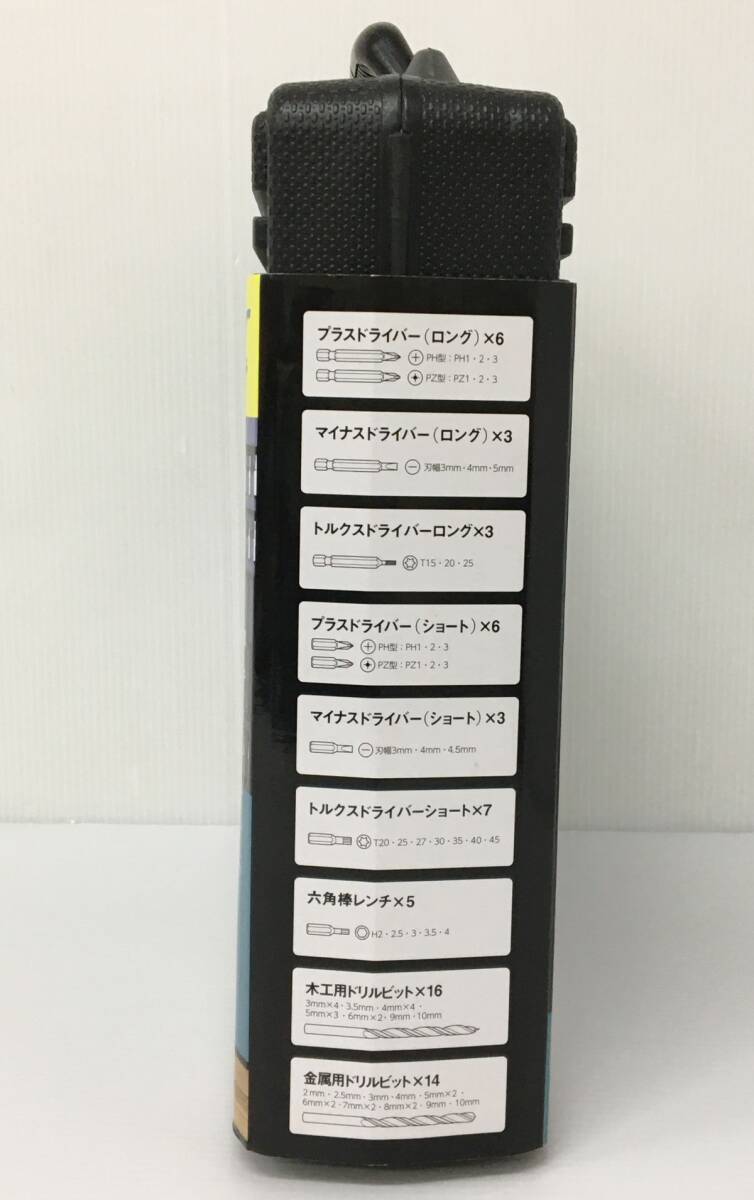 プラスドライバー(ロング)×6
PH型：PH1・2・3
PZ型：PZ1・2・3
マイナスドライバー(ロング)×3
刃幅3mm・4mm・5mm
トルクスドライバーロング×3
T15・20・25
プラスドライバー(ショート)×6
PH型：PH1・2・3
PZ型：PZ1・2・3
マイナスドライバー(ショート)×3
刃幅3mm・4mm・4.5mm
トルクスドライバーショート×7
T20・25・27・30・35・40・45
六角棒レンチ×5
H2・2.5・3・3.5・4
木工用ドリルビット×16
3mm×4・3.5mm・4mm×4・
5mm×3・6mm×2・9mm・10mm
金属用ドリルビット×14
2mm・2.5mm・3mm・4mm・5mm×2・
6mm×2・7mm×2・8mm×2・9mm・10mm